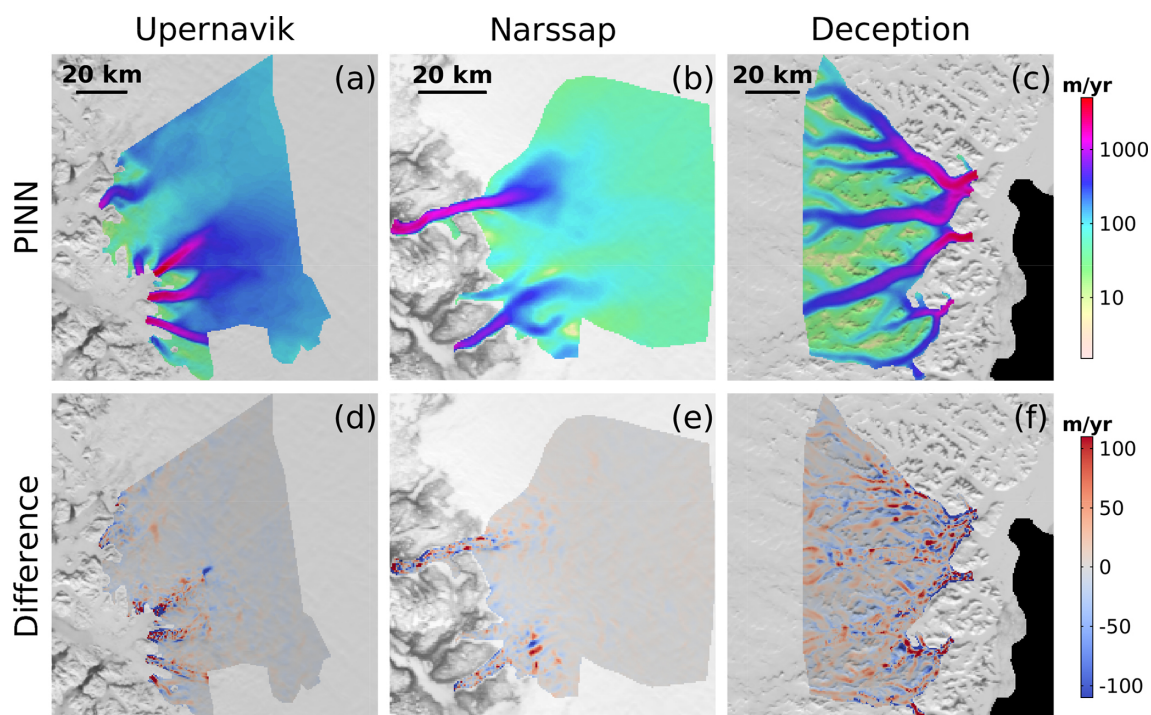 Upernavik
Narssap
Deception
20 km
(a)
20 km
(b)
20 km
(c)
m/yr
1000
100
10
PINN
(d)
(e)
(f)
m/yr
100
50
0
-50
-100
Difference